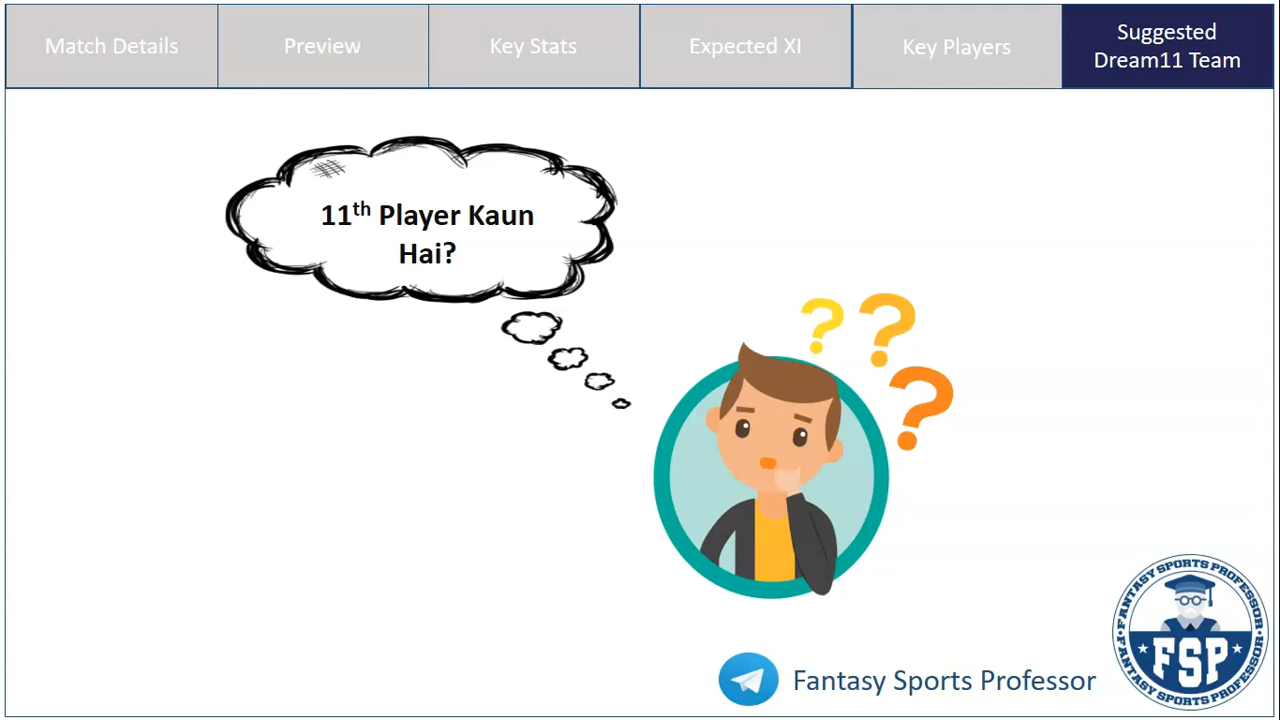 Match Details
Preview
Key Stats
Expected XI
Key Players
Suggested
Dream11 Team
11th Player Kaun
Hai?
? ? ?
Fantasy Sports Professor
FANTASY SPORTS PROFESSOR
FSP
FANTASY SPORTS PROFESSOR